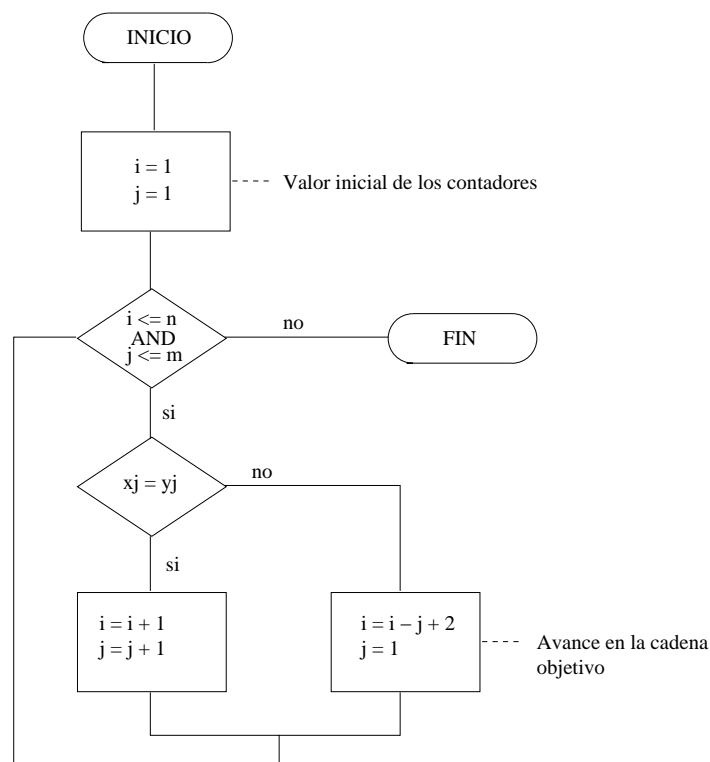 INICIO
i = 1
j = 1
Valor inicial de los contadores
i <= n
AND
j <= m
no
FIN
si
xj = yj
no
si
i = i + 1
j = j + 1
i = i – j + 2
j = 1
Avance en la cadena
objetivo